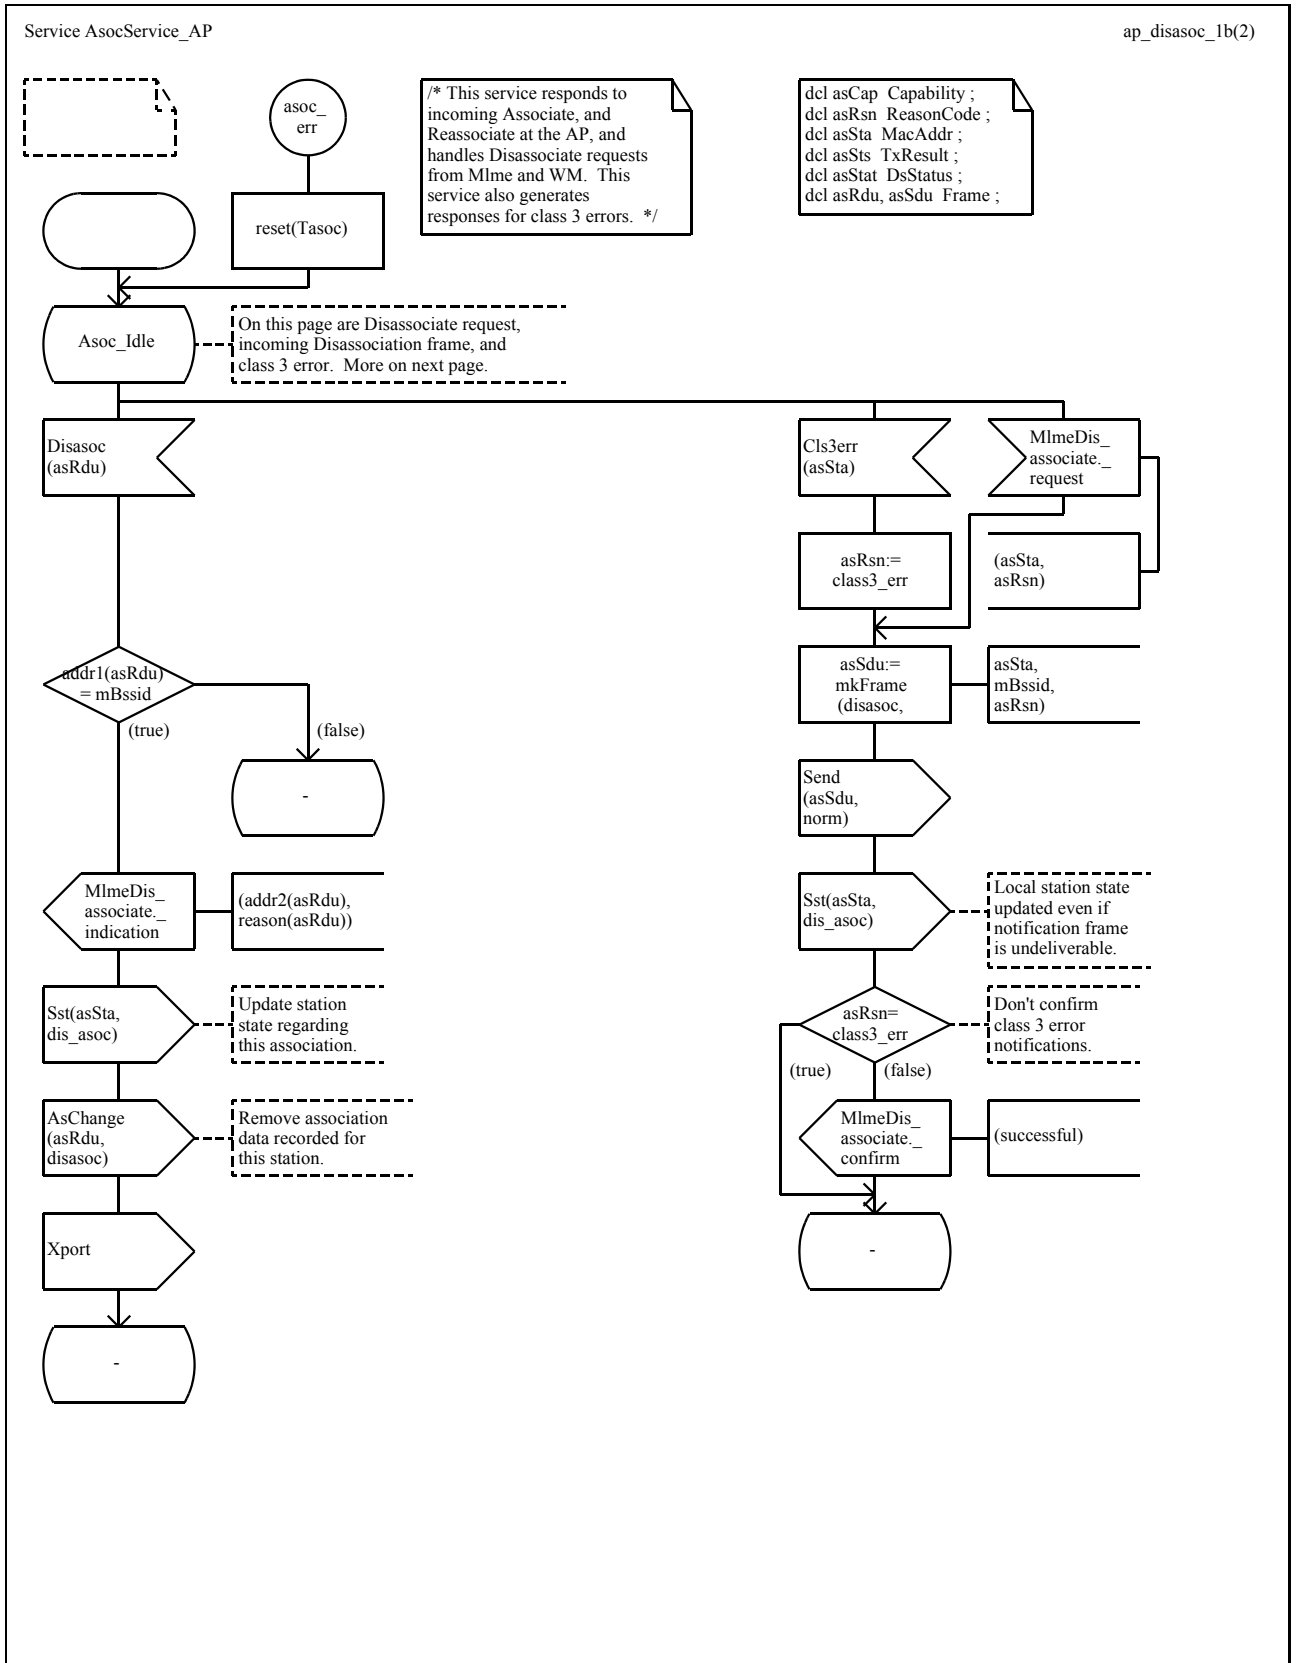 Service AsocService_AP
ap_disasoc_1b(2)
asoc_
err
/* This service responds to
incoming Associate, and
Reassociate at the AP, and
handles Disassociate requests
from Mlme and WM.  This
service also generates
responses for class 3 errors.  */
dcl asCap  Capability ;
dcl asRsn  ReasonCode ;
dcl asSta  MacAddr ;
dcl asSts  TxResult ;
dcl asStat  DsStatus ;
dcl asRdu, asSdu  Frame ;
reset(Tasoc)
Asoc_Idle
On this page are Disassociate request,
incoming Disassociation frame, and
class 3 error.  More on next page.
Disasoc
(asRdu)
Cls3err
(asSta)
MlmeDis_
associate._
request
asRsn:=
class3_err
(asSta,
asRsn)
addr1(asRdu)
= mBssid
(true)
(false)
-
asSdu:=
mkFrame
(disasoc,
asSta,
mBssid,
asRsn)
Send
(asSdu,
norm)
MlmeDis_
associate._
indication
(addr2(asRdu),
reason(asRdu))
Sst(asSta,
dis_asoc)
Local station state
updated even if
notification frame
is undeliverable.
Sst(asSta,
dis_asoc)
Update station
state regarding
this association.
asRsn=
class3_err
Don't confirm
class 3 error
notifications.
(true)
(false)
AsChange
(asRdu,
disasoc)
Remove association
data recorded for
this station.
MlmeDis_
associate._
confirm
(successful)
Xport
-
-